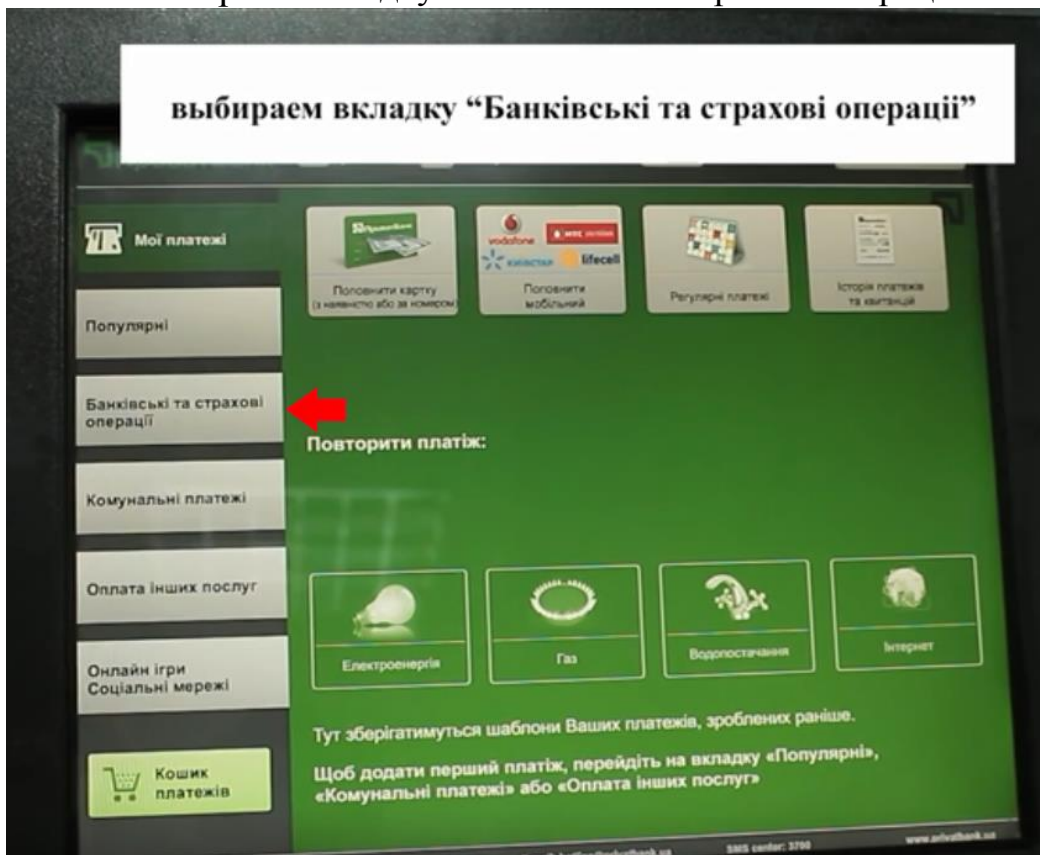 выбираем вкладку “Банківські та страхові операціі”
Мої платежі
ПриватБанк
Поповнити картку
(з наявністю або за номером)
vodafone
МТС
київстар
lifecell
Поповнити
мобільний
Регулярні платежі
Історія платежів
та квитанцій
Популярні
Банківські та страхові
операції
Повторити платіж:
Комунальні платежі
Оплата інших послуг
Онлайн ігри
Соціальні мережі
Електроенергія
Газ
Водопостачання
Інтернет
Тут зберігатимуться шаблони Ваших платежів, зроблених раніше.
Щоб додати перший платіж, перейдіть на вкладку «Популярні»,
«Комунальні платежі» або «Оплата інших послуг»
Кошик
платежів
SMS center: 3700
www.privatbank.ua